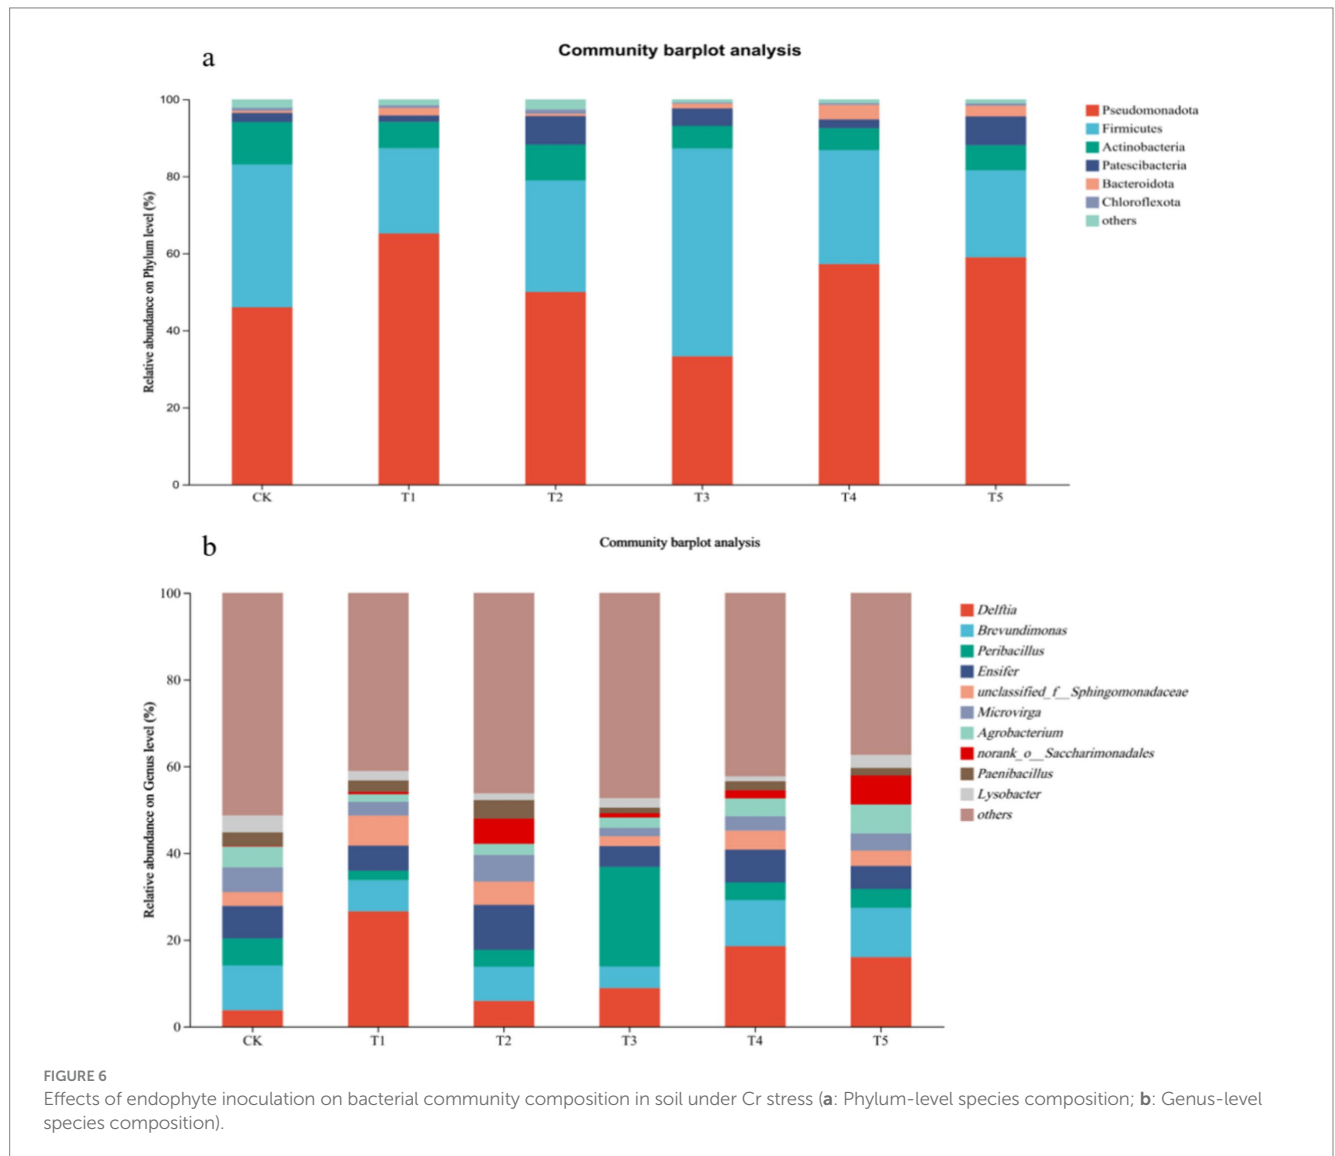 a
Community barplot analysis
Relative abundance on Phylum level (%)
100
80
60
40
20
0
CK T1 T2 T3 T4 T5
Pseudomonadota
Firmicutes
Actinobacteria
Patescibacteria
Bacteroidota
Chloroflexota
others
b
Community barplot analysis
Relative abundance on Genus level (%)
100
80
60
40
20
0
CK T1 T2 T3 T4 T5
Delftia
Brevundimonas
Peribacillus
Ensifer
unclassified_f__Sphingomonadaceae
Microvirga
Agrobacterium
norank_o__Saccharimonadales
Paenibacillus
Lysobacter
others
FIGURE 6
Effects of endophyte inoculation on bacterial community composition in soil under Cr stress (a: Phylum-level species composition; b: Genus-level
species composition).